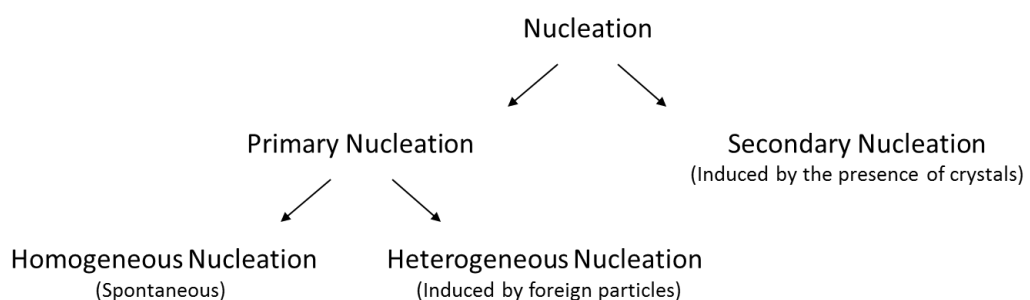 Nucleation
Primary Nucleation
Secondary Nucleation
(Induced by the presence of crystals)
Homogeneous Nucleation
(Spontaneous)
Heterogeneous Nucleation
(Induced by foreign particles)